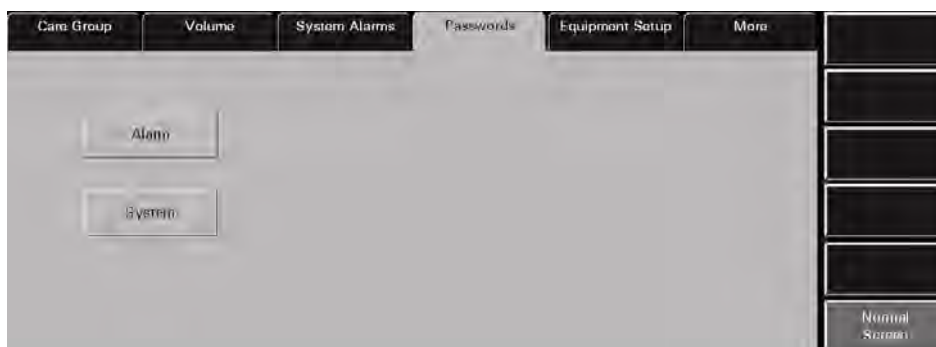 Care Group Volume System Alarms Passwords Equipment Setup More
Alarm
System
Normal
Screen